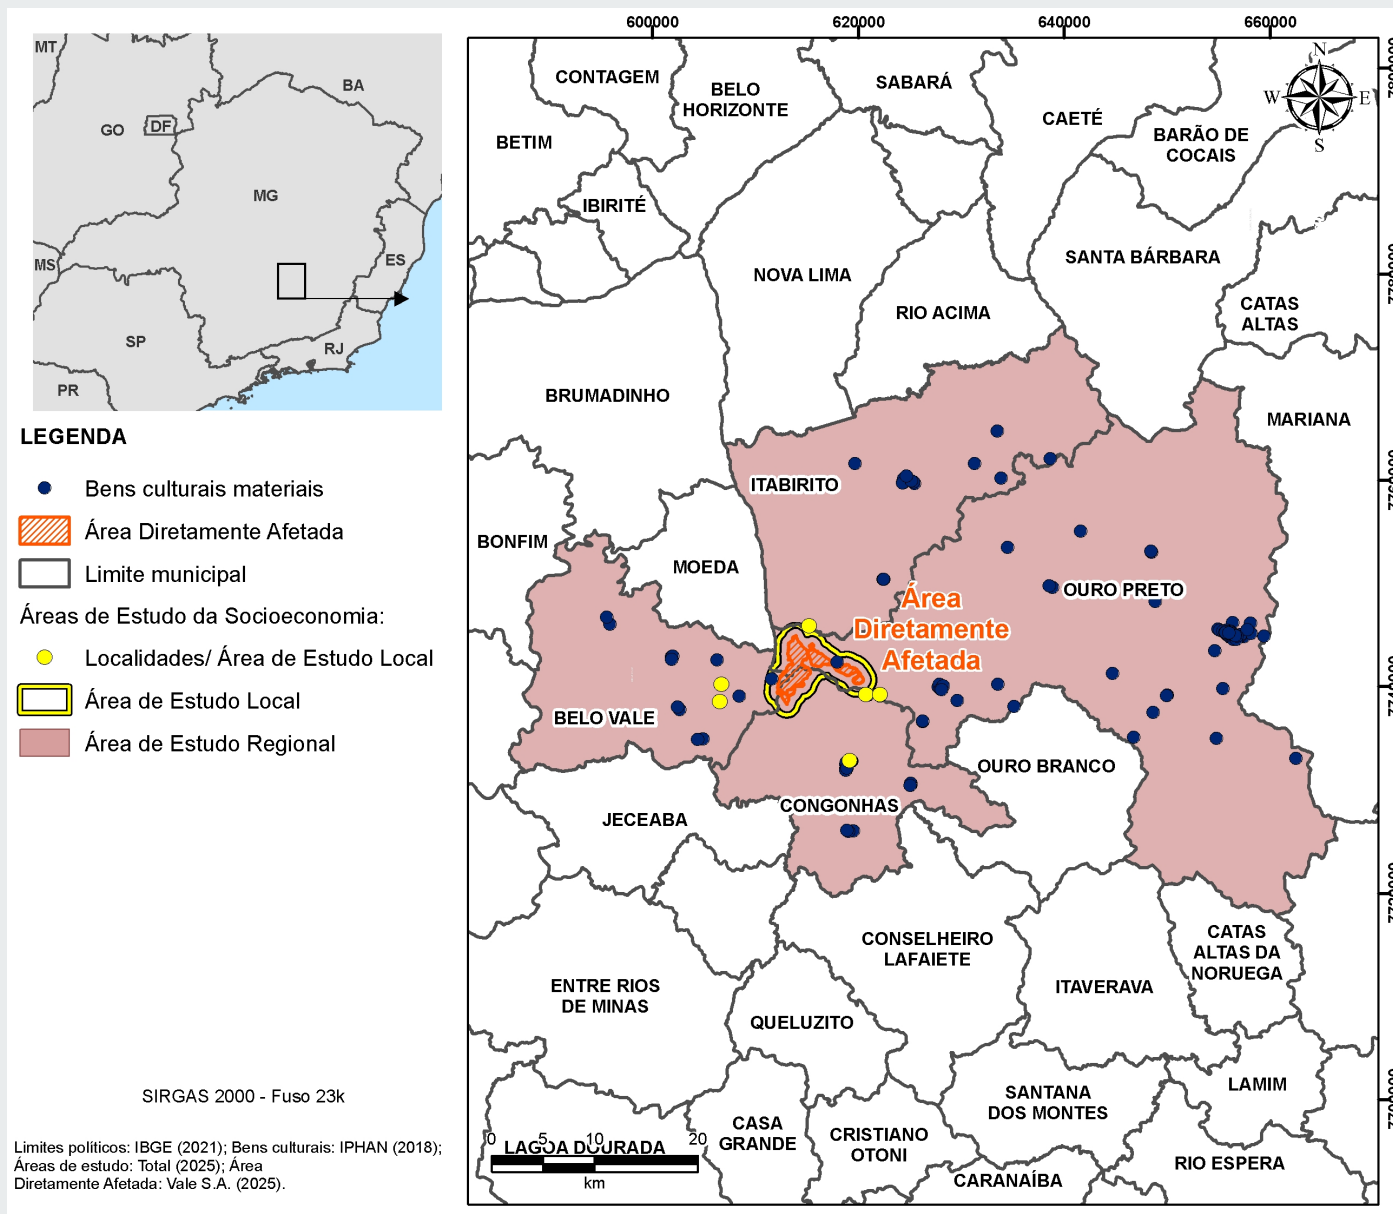 600000
620000
640000
660000
MT
BA
GO
DF
MG
MS
ES
SP
RJ
PR
LEGENDA
Bens culturais materiais
Área Diretamente Afetada
Limite municipal
Áreas de Estudo da Socioeconomia:
Localidades/ Área de Estudo Local
Área de Estudo Local
Área de Estudo Regional
SIRGAS 2000 - Fuso 23k
Limites políticos: IBGE (2021); Bens culturais: IPHAN (2018);
Áreas de estudo: Total (2025); Área
Diretamente Afetada: Vale S.A. (2025).
N
W
E
S
CONTAGEM
BELO
HORIZONTE
SABARÁ
CAETÉ
BARÃO DE
COCAIS
BETIM
IBIRITÉ
NOVA LIMA
SANTA BÁRBARA
RIO ACIMA
CATAS
ALTAS
BRUMADINHO
MARIANA
ITABIRITO
BONFIM
MOEDA
OURO PRETO
Área
Diretamente
Afetada
BELO VALE
OURO BRANCO
CONGONHAS
JECEABA
CONSELHEIRO
LAFAIETE
CATAS
ALTAS DA
NORUEGA
ENTRE RIOS
DE MINAS
ITAVERAVA
QUELUZITO
SANTANA
DOS MONTES
LAMIM
CASA
GRANDE
CRISTIANO
OTONI
LAGOA DOURADA
RIO ESPERA
CARANAÍBA
0 5 10 20
km